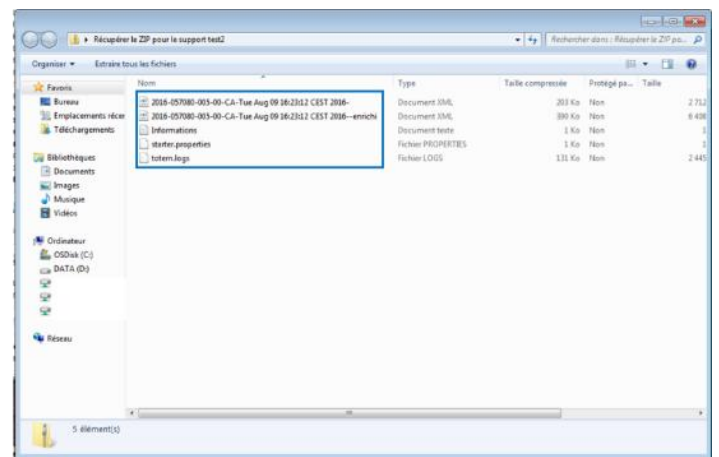 Récupérer le ZIP pour le support test2
Rechercher dans : Récupérer le ZIP po...
Organiser Extraire tous les fichiers
Nom Type Taille compressée Protégé pa... Taille
2016-057080-005-00-CA-Tue Aug 09 16:23:12 CEST 2016- Document XML 203 Ko Non 2 712
2016-057080-005-00-CA-Tue Aug 09 16:23:12 CEST 2016--enrichi Document XML 390 Ko Non 6 408
Informations Document texte 1 Ko Non 1
starter.properties Fichier PROPERTIES 1 Ko Non 1
totem.logs Fichier LOGS 131 Ko Non 2 445
Favoris
Bureau
Emplacements récer
Téléchargements
Bibliothèques
Documents
Images
Musique
Vidéos
Ordinateur
OSDisk (C:)
DATA (D:)
Réseau
5 élément(s)